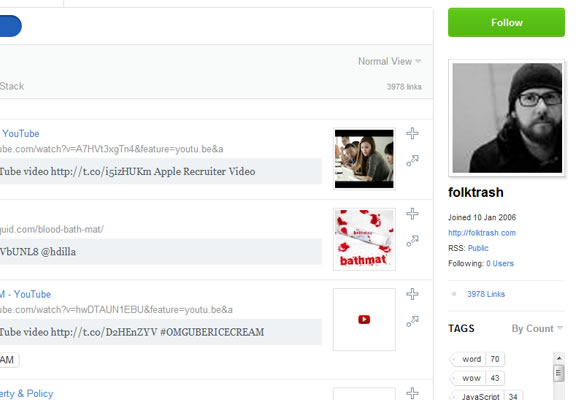 Follow
Normal View
Stack
3978 links
YouTube
ube.com/watch?v=A7HVt3xgTn4&feature=youtu.be&a
Tube video http://t.co/i5izHUKm Apple Recruiter Video
quid.com/blood-bath-mat/
VbUNL8 @hdilla
bathmat
M - YouTube
ube.com/watch?v=hwDTAUN1EBU&feature=youtu.be&a
Tube video http://t.co/D2HEnZYV #OMGUBERICECREAM
AM
erty & Policy
folktrash
Joined 10 Jan 2006
http://folktrash.com
RSS: Public
Following: 0 Users
3978 Links
TAGS By Count
word 70
wow 43
JavaScript 34